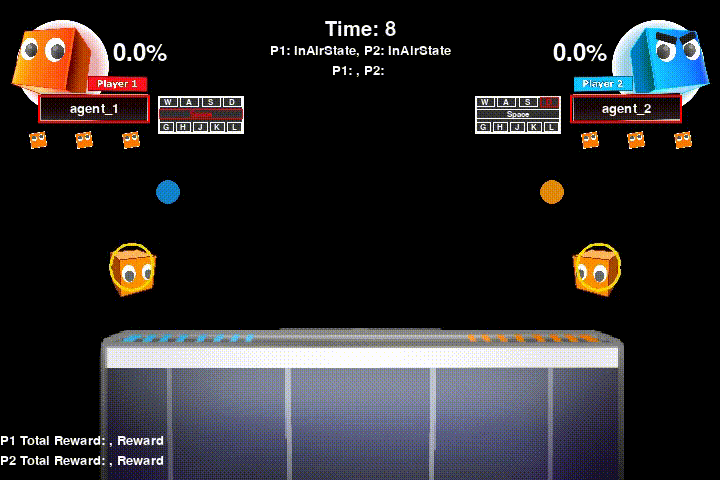 Time: 8
P1: InAirState, P2: InAirState
P1: , P2:
0.0%
0.0%
Player 1
Player 2
agent_1
agent_2
W A S D
G H J K L
W A S
Space
G H J K L
P1 Total Reward: , Reward
P2 Total Reward: , Reward